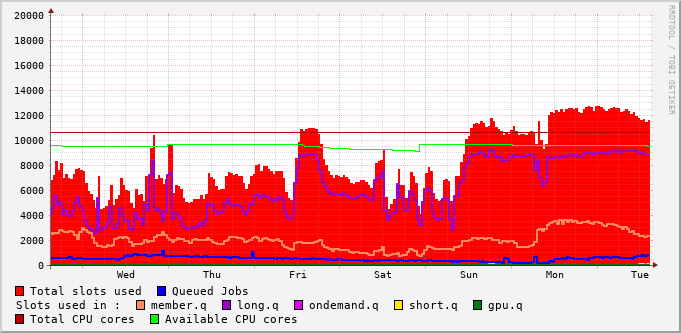 20000
18000
16000
14000
12000
10000
8000
6000
4000
2000
0
Wed Thu Fri Sat Sun Mon Tue
Total slots used Queued Jobs
Slots used in : member.q long.q ondemand.q short.q gpu.q
Total CPU cores Available CPU cores
RRDTOOL / TOBI OETIKER